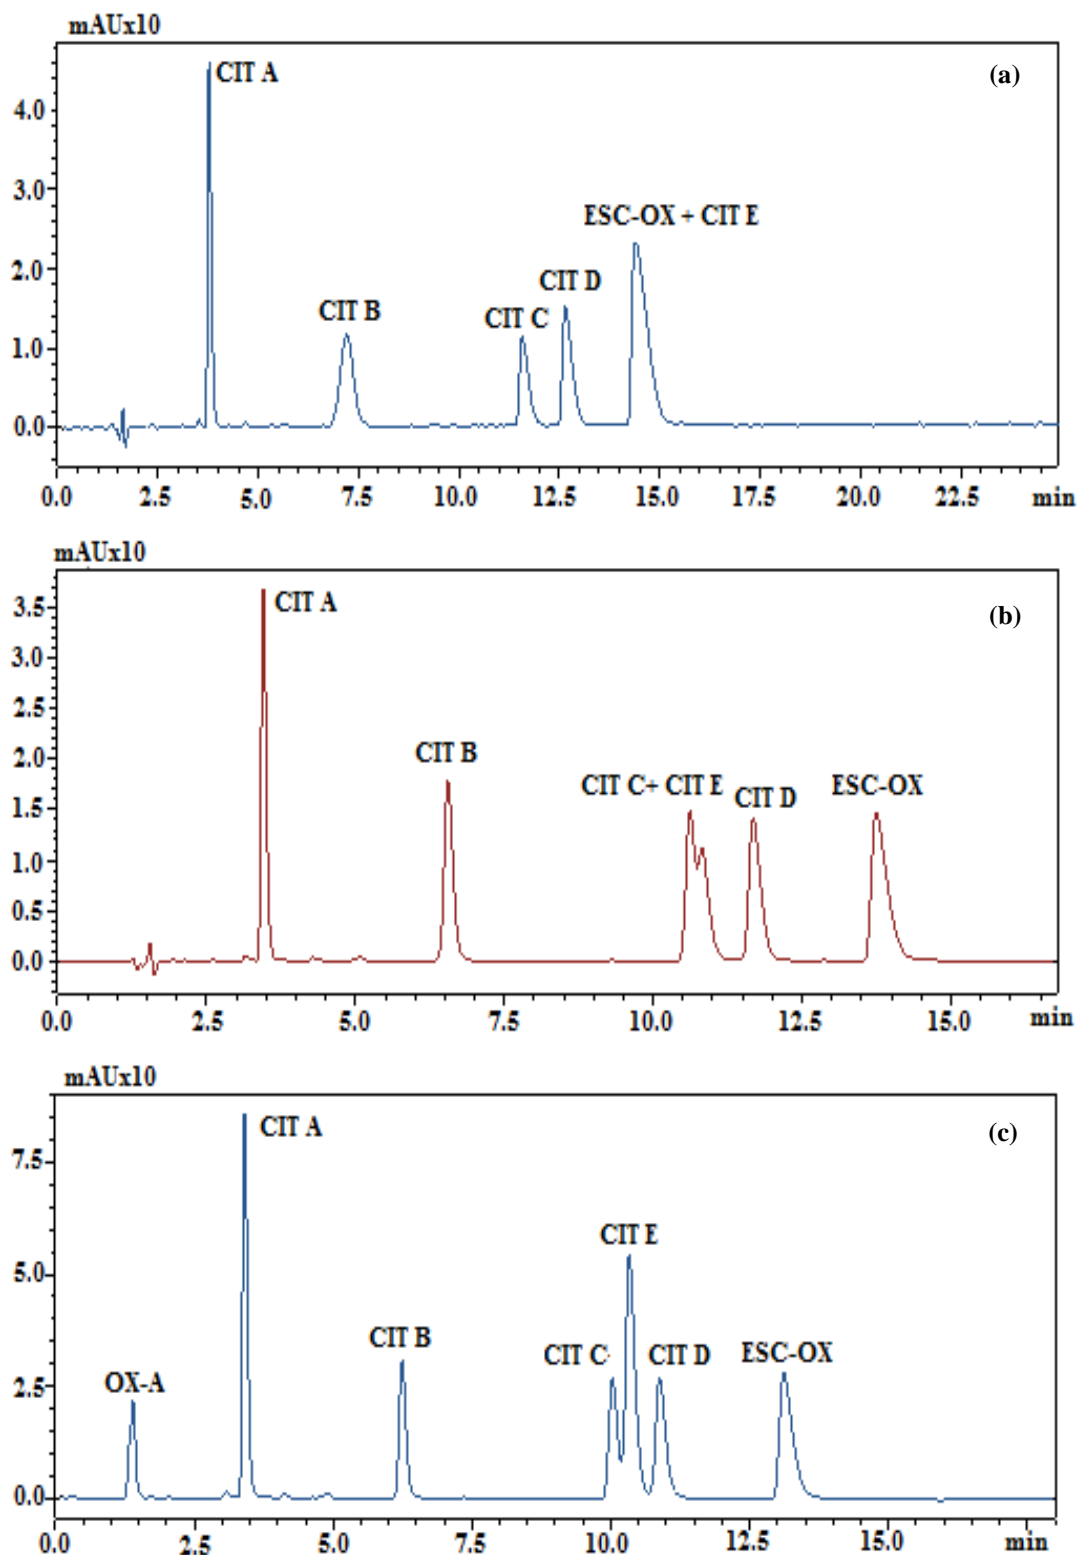 mAUx10
(a)
CIT A
4.0
3.0
ESC-OX + CIT E
2.0
CIT D
CIT B
CIT C
1.0
0.0
0.0 2.5 5.0 7.5 10.0 12.5 15.0 17.5 20.0 22.5 min
mAUx10
(b)
CIT A
3.5
3.0
2.5
2.0
CIT B
CIT C+ CIT E
CIT D
ESC-OX
1.5
1.0
0.5
0.0
0.0 2.5 5.0 7.5 10.0 12.5 15.0 min
mAUx10
(c)
CIT A
7.5
CIT E
5.0
CIT B
CIT C
CIT D
ESC-OX
OX-A
2.5
0.0
0.0 2.5 5.0 7.5 10.0 12.5 15.0 min